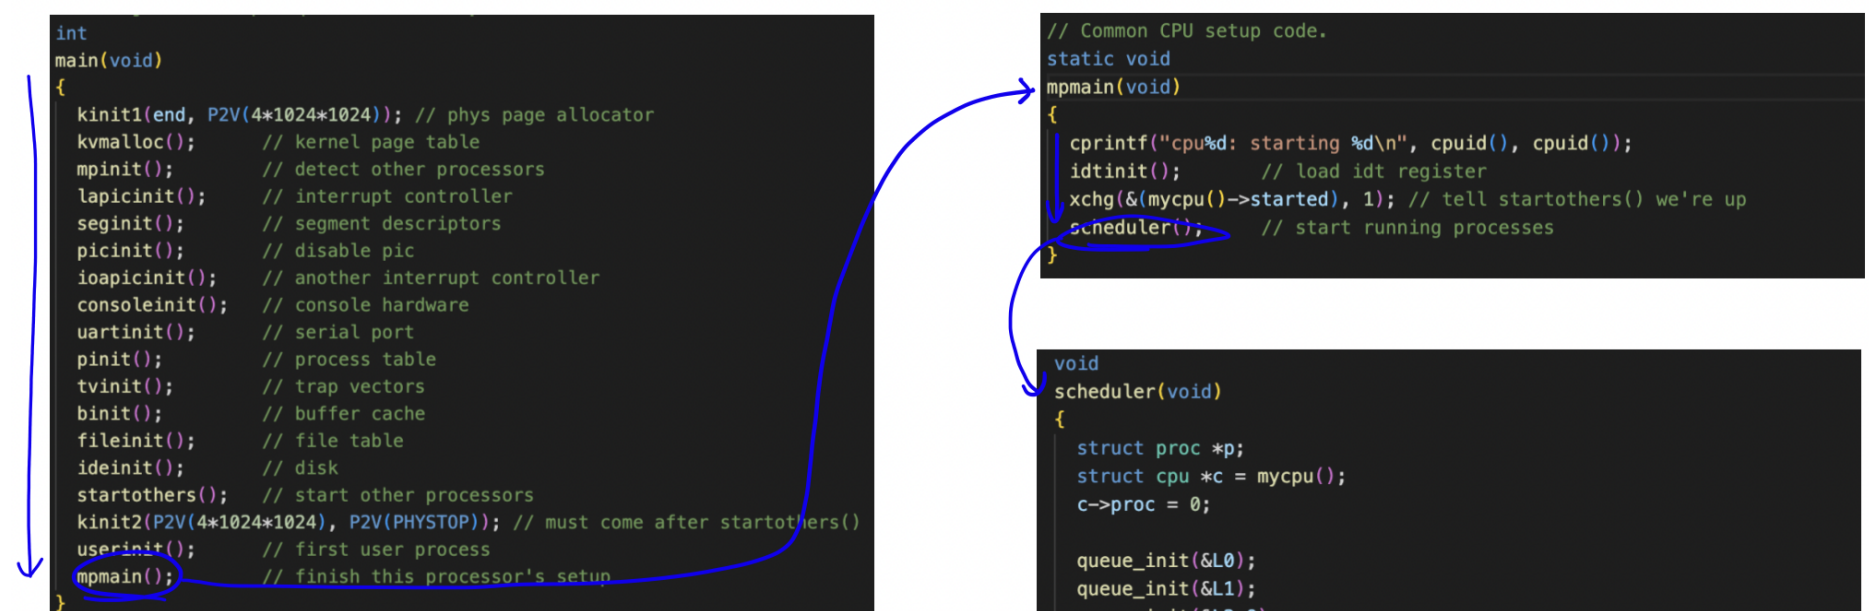 int
main(void)
{
kinit1(end, P2V(4*1024*1024)); // phys page allocator
kvmalloc();      // kernel page table
mpinit();        // detect other processors
lapicinit();     // interrupt controller
seginit();       // segment descriptors
picinit();       // disable pic
ioapicinit();    // another interrupt controller
consoleinit();   // console hardware
uartinit();      // serial port
pinit();         // process table
tvinit();        // trap vectors
binit();         // buffer cache
fileinit();      // file table
ideinit();       // disk
startothers();   // start other processors
kinit2(P2V(4*1024*1024), P2V(PHYSTOP)); // must come after startothers()
userinit();      // first user process
mpmain();        // finish this processor's setup
}
// Common CPU setup code.
static void
mpmain(void)
{
cprintf("cpu%d: starting %d\n", cpuid(), cpuid());
idtinit();       // load idt register
xchg(&(mycpu()->started), 1); // tell startothers() we're up
scheduler();     // start running processes
}
void
scheduler(void)
{
struct proc *p;
struct cpu *c = mycpu();
c->proc = 0;
queue_init(&L0);
queue_init(&L1);